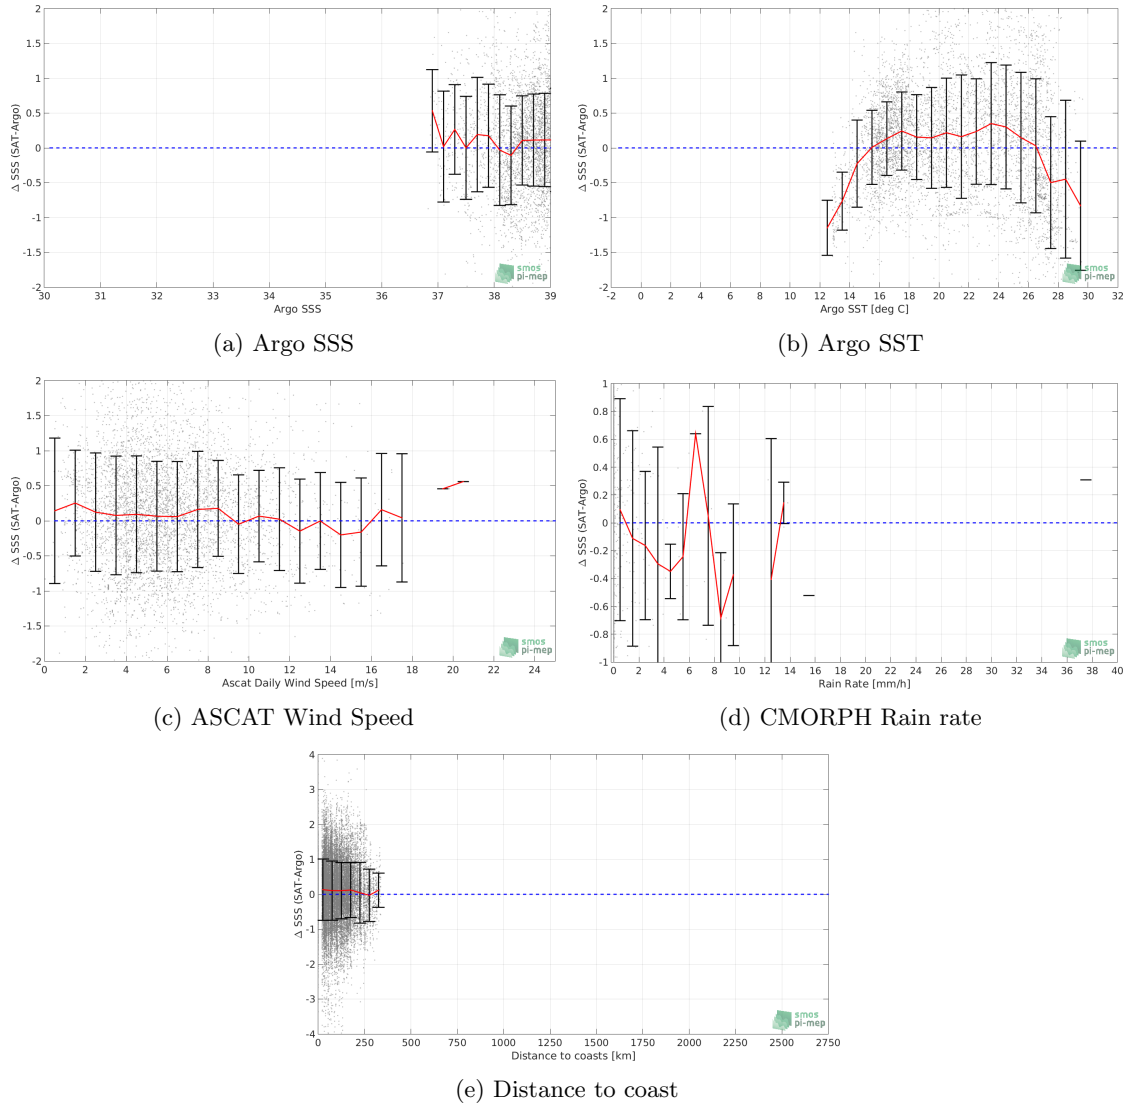 2
1.5
1
0.5
0
-0.5
-1
-1.5
-2
Δ SSS (SAT-Argo)
30 31 32 33 34 35 36 37 38 39
Argo SSS
smos
pi-mep
(a) Argo SSS
2
1.5
1
0.5
0
-0.5
-1
-1.5
-2
Δ SSS (SAT-Argo)
-2 0 2 4 6 8 10 12 14 16 18 20 22 24 26 28 30 32
Argo SST [deg C]
smos
pi-mep
(b) Argo SST
2
1.5
1
0.5
0
-0.5
-1
-1.5
-2
Δ SSS (SAT-Argo)
0 2 4 6 8 10 12 14 16 18 20 22 24
Ascat Daily Wind Speed [m/s]
smos
pi-mep
(c) ASCAT Wind Speed
1
0.8
0.6
0.4
0.2
0
-0.2
-0.4
-0.6
-0.8
-1
Δ SSS (SAT-Argo)
0 2 4 6 8 10 12 14 16 18 20 22 24 26 28 30 32 34 36 38 40
Rain Rate [mm/h]
smos
pi-mep
(d) CMORPH Rain rate
4
3
2
1
0
-1
-2
-3
-4
Δ SSS (SAT-Argo)
0 250 500 750 1000 1250 1500 1750 2000 2250 2500 2750
Distance to coasts [km]
smos
pi-mep
(e) Distance to coast